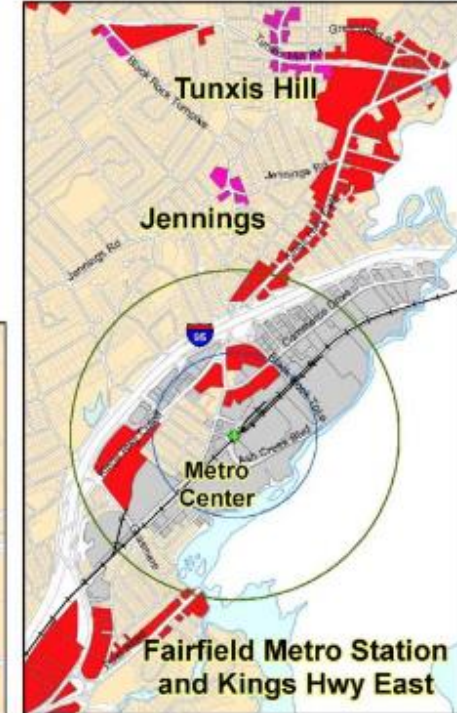 Tunxis Hill
Black Rock Turnpike
Jennings Rd
Jennings
Jennings Rd
95
Commerce Drive
Black Rock Tpke
Ash Creek Blvd
Metro
Center
Fairfield Metro Station
and Kings Hwy East